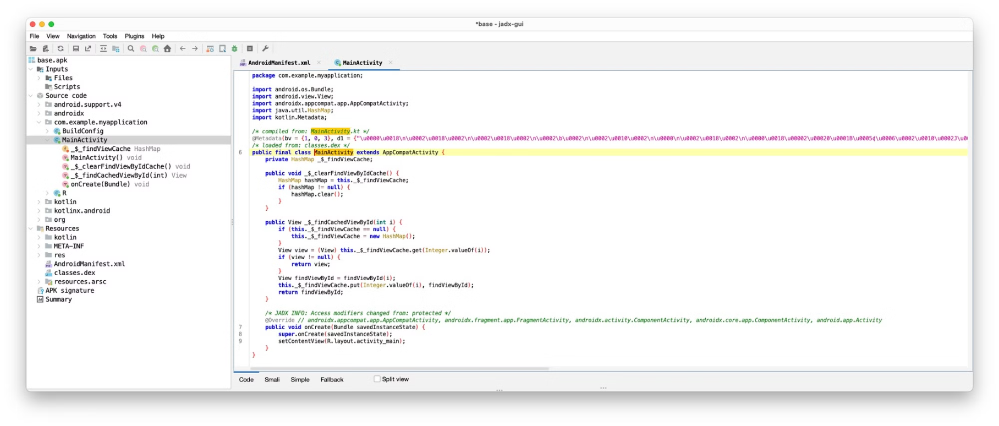 *base - jadx-gui
File View Navigation Tools Plugins Help
base.apk
Inputs
Files
Scripts
Source code
android.support.v4
androidx
com.example.myapplication
BuildConfig
MainActivity
_$_findViewCache HashMap
MainActivity() void
_$_clearFindViewByIdCache() void
_$_findCachedViewById(int) View
onCreate(Bundle) void
R
kotlin
kotlinx.android
org
Resources
kotlin
META-INF
res
AndroidManifest.xml
classes.dex
resources.arsc
APK signature
Summary
AndroidManifest.xml MainActivity
package com.example.myapplication;
import android.os.Bundle;
import android.view.View;
import androidx.appcompat.app.AppCompatActivity;
import java.util.HashMap;
import kotlin.Metadata;
/* compiled from: MainActivity.kt */
@Metadata(bv = {1, 0, 3}, d1 = {"\u0000\u0018\n\u0002\u0018\u0002\n\u0002\u0018\u0002\n\u0002\b\u0002\n\u0002\u0010\u0002\n\u0000\n\u0002\u0018\u0002\n\u0000\u0018\u00002\u00020\u0001B\u0005¢\u0006\u0002\u0010\u0002J\u00
/* loaded from: classes.dex */
6 public final class MainActivity extends AppCompatActivity {
private HashMap _$_findViewCache;
public void _$_clearFindViewByIdCache() {
HashMap hashMap = this._$_findViewCache;
if (hashMap != null) {
hashMap.clear();
}
}
public View _$_findCachedViewById(int i) {
if (this._$_findViewCache == null) {
this._$_findViewCache = new HashMap();
}
View view = (View) this._$_findViewCache.get(Integer.valueOf(i));
if (view != null) {
return view;
}
View findViewById = findViewById(i);
this._$_findViewCache.put(Integer.valueOf(i), findViewById);
return findViewById;
}
/* JADX INFO: Access modifiers changed from: protected */
@Override // androidx.appcompat.app.AppCompatActivity, androidx.fragment.app.FragmentActivity, androidx.activity.ComponentActivity, androidx.core.app.ComponentActivity, android.app.Activity
7 public void onCreate(Bundle savedInstanceState) {
8 super.onCreate(savedInstanceState);
9 setContentView(R.layout.activity_main);
}
}
Code Smali Simple Fallback Split view